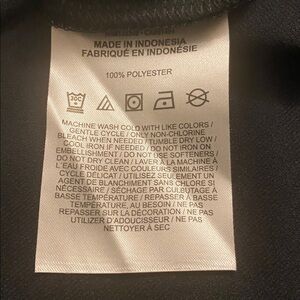 MADE IN INDONESIA
FABRIQUÉ EN INDONÉSIE
100% POLYESTER
30C
MACHINE WASH COLD WITH LIKE COLORS /
GENTLE CYCLE / ONLY NON-CHLORINE
BLEACH WHEN NEEDED / TUMBLE DRY LOW /
COOL IRON IF NEEDED / DO NOT IRON ON
EMBELLISHMENT / DO NOT USE SOFTENERS /
DO NOT DRY CLEAN / LAVER À LA MACHINE À
L'EAU FROIDE AVEC COULEURS SIMILAIRES /
CYCLE DÉLICAT / UTILISEZ SEULEMENT UN
AGENT DE BLANCHIMENT SANS CHLORE SI
NÉCESSAIRE / SÉCHAGE PAR CULBUTAGE À
BASSE TEMPÉRATURE / REPASSER À BASSE
TEMPÉRATURE, AU BESOIN / NE PAS
REPASSER SUR LA DÉCORATION / NE PAS
UTILIZER D'ADOUCISSEUR / NE PAS
NETTOYER À SEC